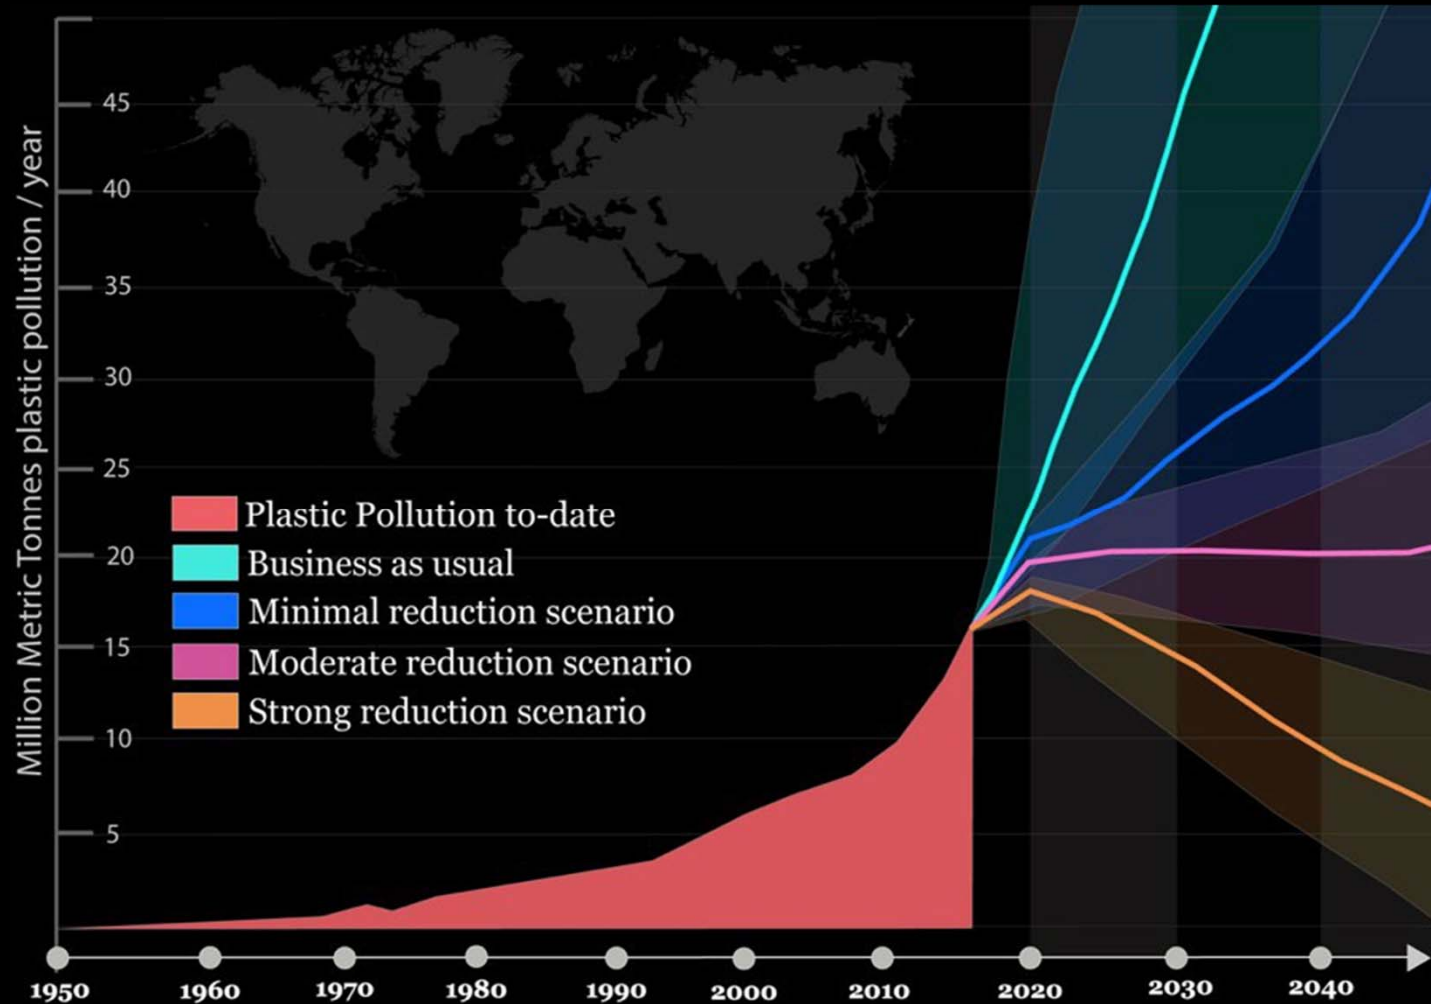 Million Metric Tonnes plastic pollution / year
45
40
35
30
25
20
15
10
5
Plastic Pollution to-date
Business as usual
Minimal reduction scenario
Moderate reduction scenario
Strong reduction scenario
1950 1960 1970 1980 1990 2000 2010 2020 2030 2040